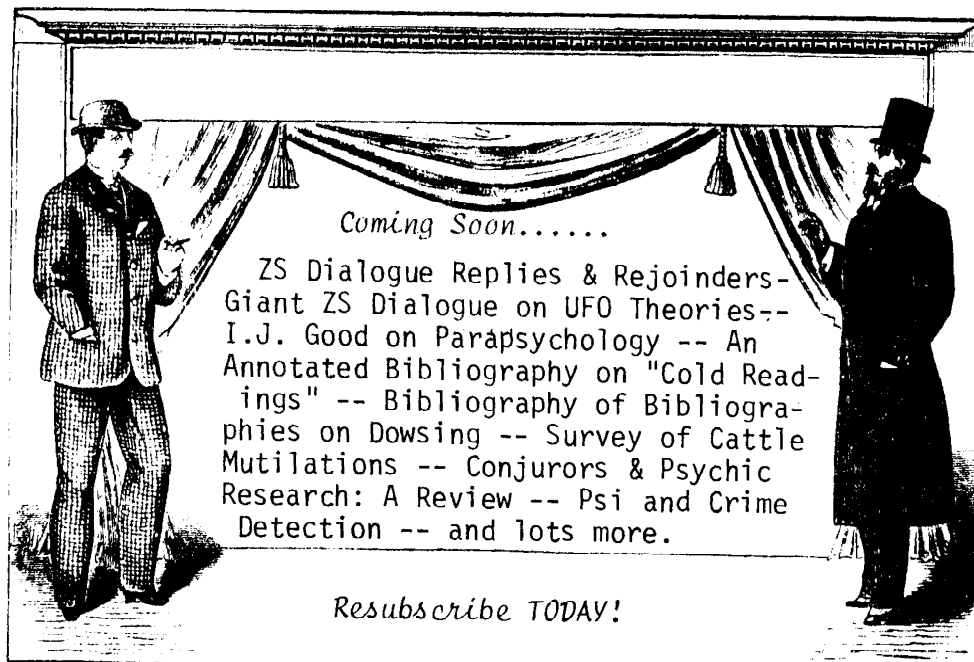 Coming Soon......
ZS Dialogue Replies & Rejoinders-
Giant ZS Dialogue on UFO Theories--
I.J. Good on Parapsychology -- An
Annotated Bibliography on "Cold Read-
ings" -- Bibliography of Bibliogra-
phies on Dowsing -- Survey of Cattle
Mutilations -- Conjurors & Psychic
Research: A Review -- Psi and Crime
Detection -- and lots more.
Resubscribe TODAY!